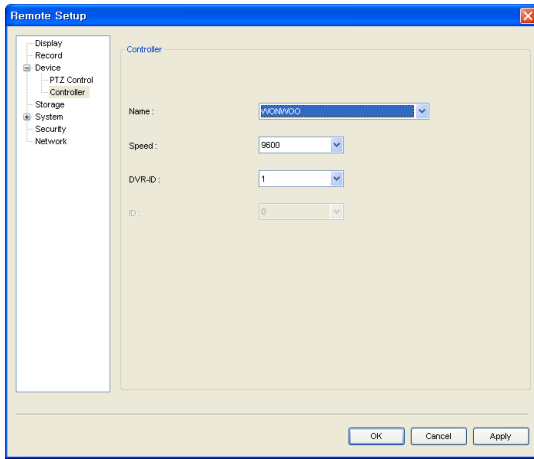 Remote Setup
Display
Record
Device
PTZ Control
Controller
Storage
System
Security
Network
Controller
Name :
WONWOO
Speed :
9600
DVR-ID :
1
ID :
0
OK
Cancel
Apply